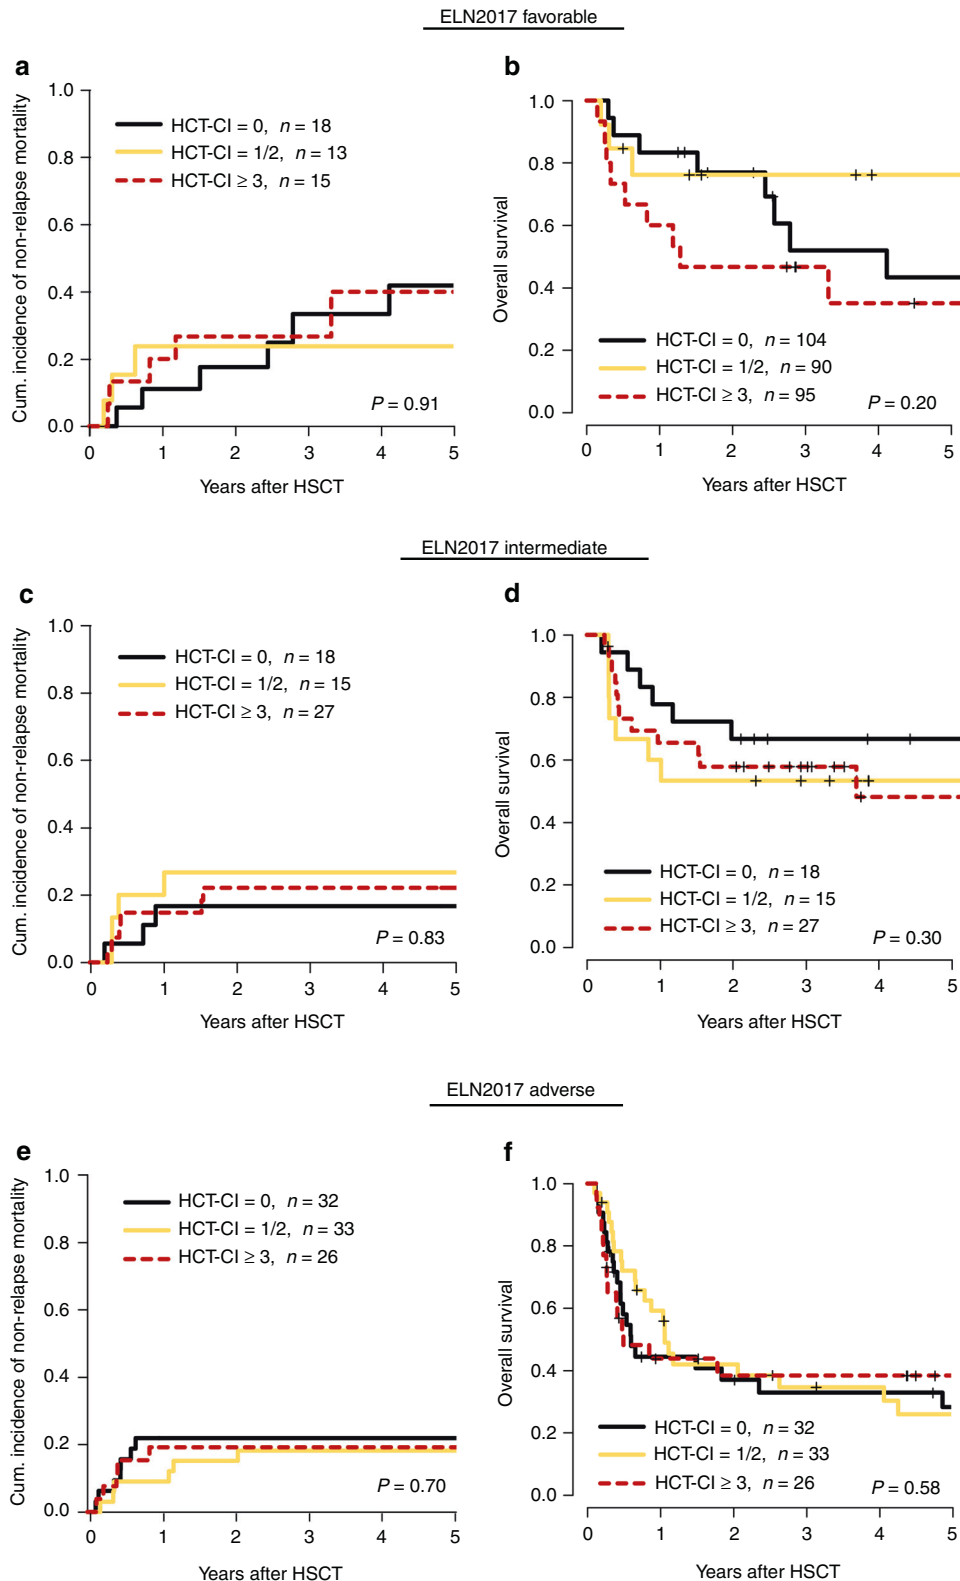 ELN2017 favorable
a
Cum. incidence of non-relapse mortality
1.0
0.8
0.6
0.4
0.2
0.0
HCT-CI = 0, n = 18
HCT-CI = 1/2, n = 13
HCT-CI ≥ 3, n = 15
P = 0.91
0 1 2 3 4 5
Years after HSCT
b
Overall survival
1.0
0.8
0.6
0.4
0.2
0.0
HCT-CI = 0, n = 104
HCT-CI = 1/2, n = 90
HCT-CI ≥ 3, n = 95
P = 0.20
0 1 2 3 4 5
Years after HSCT
ELN2017 intermediate
c
Cum. incidence of non-relapse mortality
1.0
0.8
0.6
0.4
0.2
0.0
HCT-CI = 0, n = 18
HCT-CI = 1/2, n = 15
HCT-CI ≥ 3, n = 27
P = 0.83
0 1 2 3 4 5
Years after HSCT
d
Overall survival
1.0
0.8
0.6
0.4
0.2
0.0
HCT-CI = 0, n = 18
HCT-CI = 1/2, n = 15
HCT-CI ≥ 3, n = 27
P = 0.30
0 1 2 3 4 5
Years after HSCT
ELN2017 adverse
e
Cum. incidence of non-relapse mortality
1.0
0.8
0.6
0.4
0.2
0.0
HCT-CI = 0, n = 32
HCT-CI = 1/2, n = 33
HCT-CI ≥ 3, n = 26
P = 0.70
0 1 2 3 4 5
Years after HSCT
f
Overall survival
1.0
0.8
0.6
0.4
0.2
0.0
HCT-CI = 0, n = 32
HCT-CI = 1/2, n = 33
HCT-CI ≥ 3, n = 26
P = 0.58
0 1 2 3 4 5
Years after HSCT